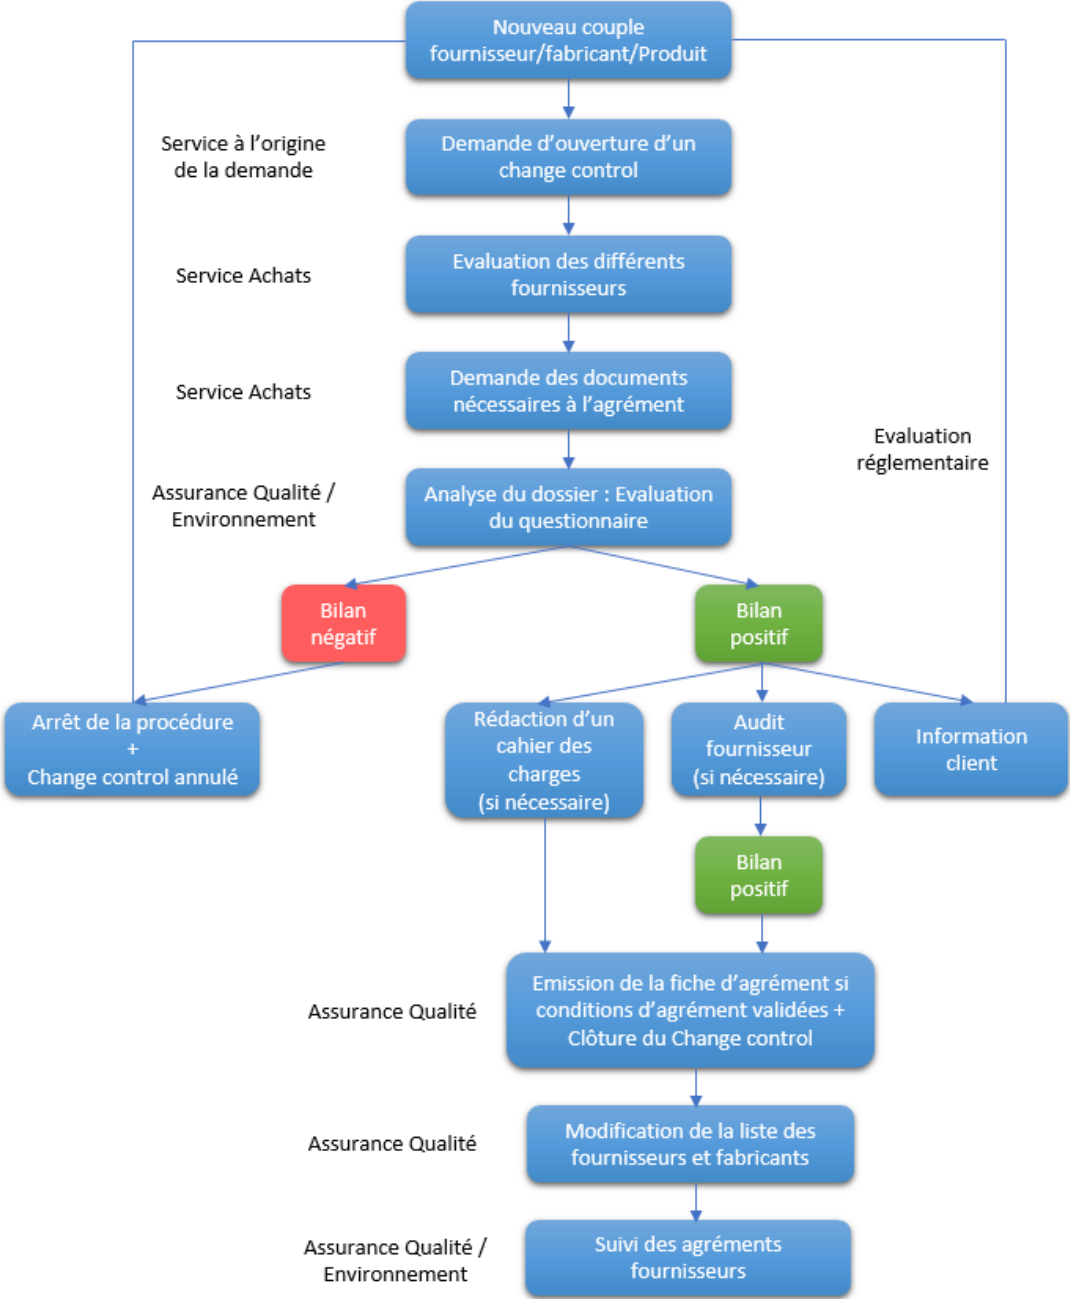 Nouveau couple
fournisseur/fabricant/Produit
Service à l’origine
de la demande
Demande d’ouverture d’un
change control
Service Achats
Evaluation des différents
fournisseurs
Service Achats
Demande des documents
nécessaires à l’agrément
Evaluation
réglementaire
Assurance Qualité /
Environnement
Analyse du dossier : Evaluation
du questionnaire
Bilan
négatif
Bilan
positif
Arrêt de la procédure
+
Change control annulé
Rédaction d’un
cahier des
charges
(si nécessaire)
Audit
fournisseur
(si nécessaire)
Information
client
Bilan
positif
Assurance Qualité
Emission de la fiche d’agrément si
conditions d’agrément validées +
Clôture du Change control
Assurance Qualité
Modification de la liste des
fournisseurs et fabricants
Assurance Qualité /
Environnement
Suivi des agréments
fournisseurs